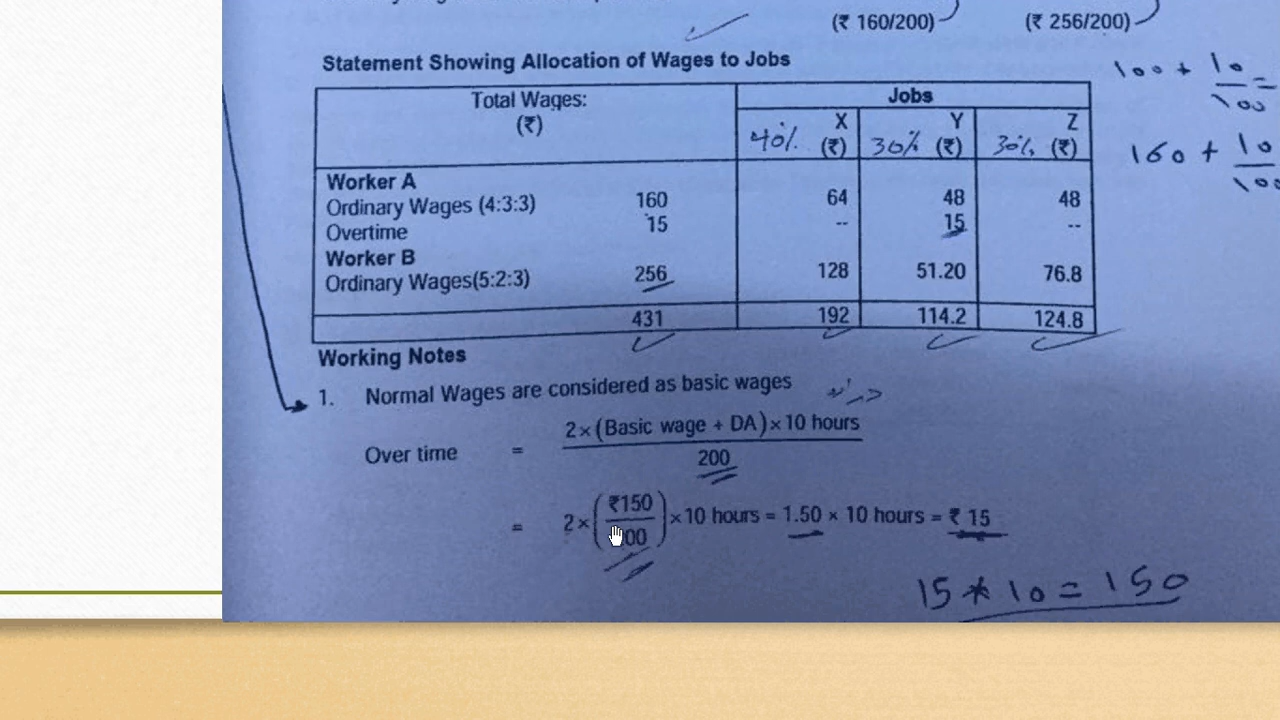 (₹ 160/200) (₹ 256/200)
Statement Showing Allocation of Wages to Jobs
Total Wages: Jobs
(₹) 40% X 30% Y 30% Z
(₹) (₹) (₹)
Worker A
Ordinary Wages (4:3:3) 160 64 48 48
Overtime 15 -- 15 --
Worker B
Ordinary Wages(5:2:3) 256 128 51.20 76.8
431 192 114.2 124.8
Working Notes
1. Normal Wages are considered as basic wages
Over time = 2×(Basic wage + DA)×10 hours
200
= 2×(₹150 / 00)×10 hours = 1.50 × 10 hours = ₹ 15
15 * 10 = 150
100 + 10
100 =
160 + 10
100